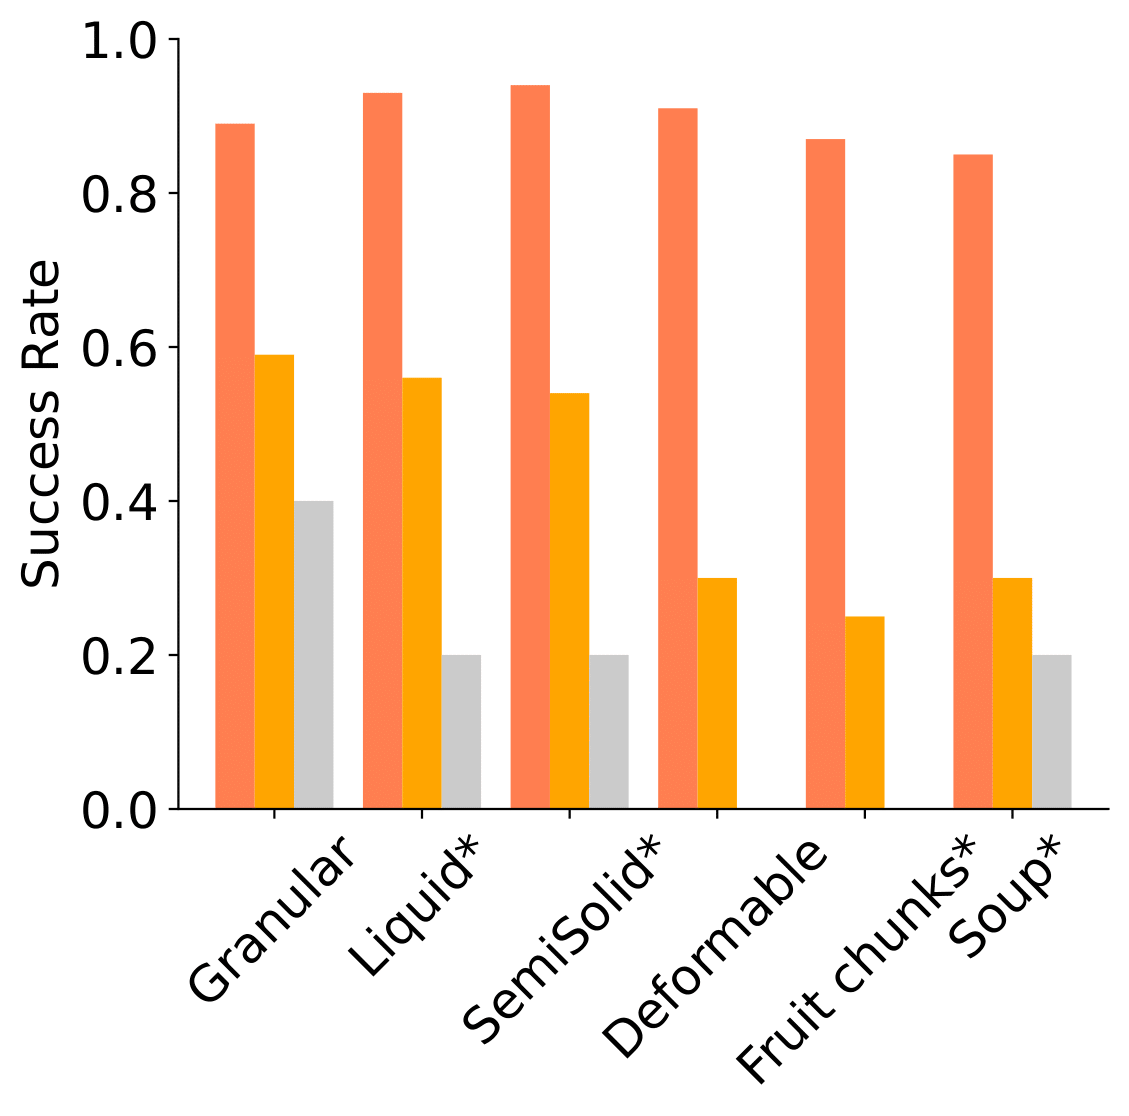 Success Rate
1.0
0.8
0.6
0.4
0.2
0.0
Granular
Liquid*
SemiSolid*
Deformable
Fruit chunks*
Soup*